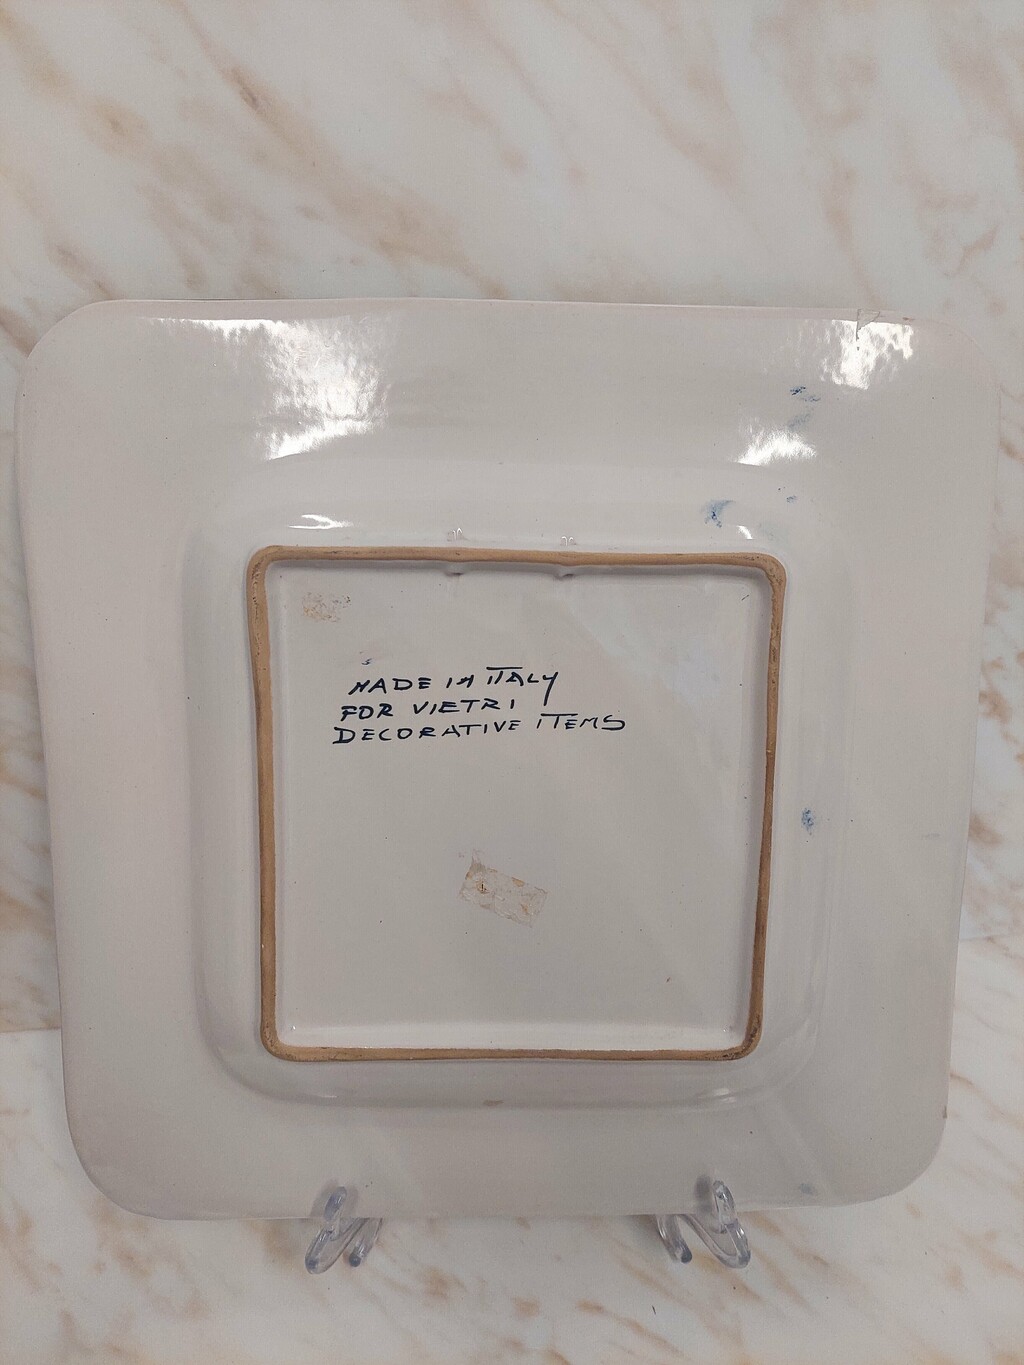 MADE IN ITALY
FOR VIETRI
DECORATIVE ITEMS